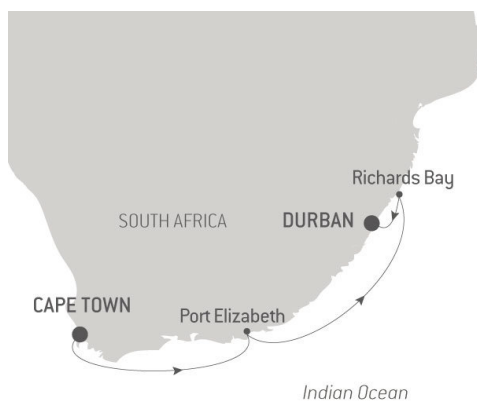 Richards Bay
SOUTH AFRICA
DURBAN
CAPE TOWN
Port Elizabeth
Indian Ocean